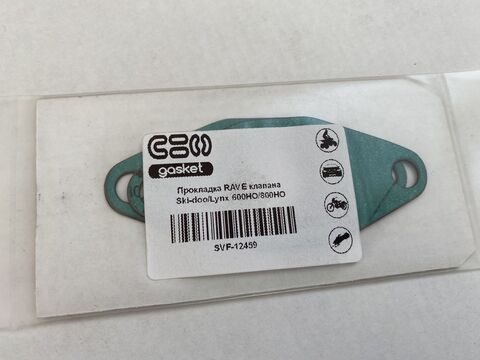 gasket
Прокладка RAVE клапана
Ski-doo/Lynx 600HO/800HO
SVF-12459